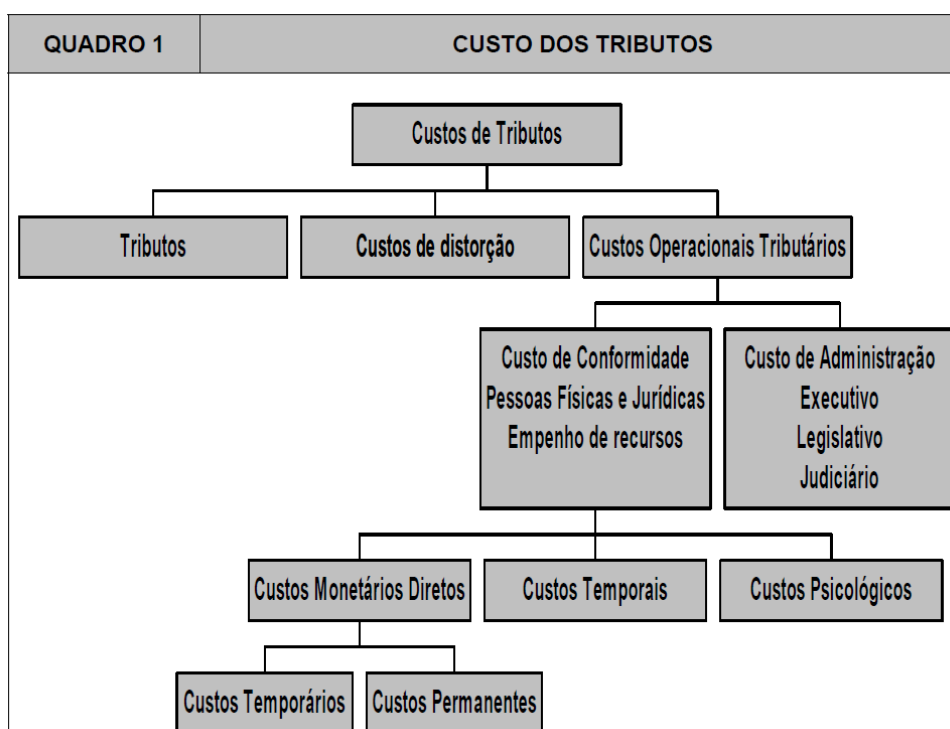 QUADRO 1
CUSTO DOS TRIBUTOS
Custos de Tributos
Tributos
Custos de distorção
Custos Operacionais Tributários
Custo de Conformidade
Pessoas Físicas e Jurídicas
Empenho de recursos
Custo de Administração
Executivo
Legislativo
Judiciário
Custos Monetários Diretos
Custos Temporais
Custos Psicológicos
Custos Temporários
Custos Permanentes